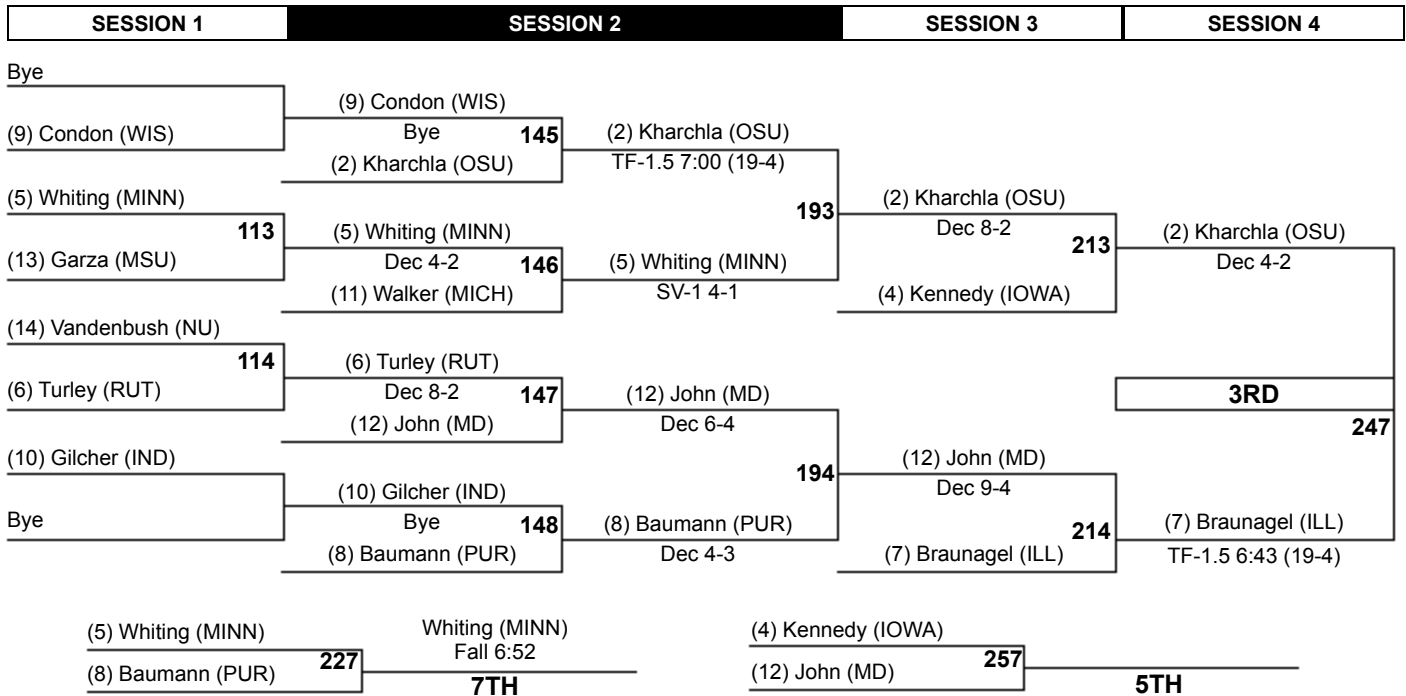 SESSION 1
SESSION 2
SESSION 3
SESSION 4
Bye
(9) Condon (WIS)
(5) Whiting (MINN)
113
(13) Garza (MSU)
(14) Vandenbush (NU)
114
(6) Turley (RUT)
(10) Gilcher (IND)
Bye
(9) Condon (WIS)
Bye
145
(2) Kharchla (OSU)
(5) Whiting (MINN)
Dec 4-2
146
(11) Walker (MICH)
(6) Turley (RUT)
Dec 8-2
147
(12) John (MD)
(10) Gilcher (IND)
Bye
148
(8) Baumann (PUR)
(2) Kharchla (OSU)
TF-1.5 7:00 (19-4)
193
(5) Whiting (MINN)
SV-1 4-1
(12) John (MD)
Dec 6-4
194
(8) Baumann (PUR)
Dec 4-3
(2) Kharchla (OSU)
Dec 8-2
213
(4) Kennedy (IOWA)
(12) John (MD)
Dec 9-4
214
(7) Braunagel (ILL)
(2) Kharchla (OSU)
Dec 4-2
3RD
247
(7) Braunagel (ILL)
TF-1.5 6:43 (19-4)
(5) Whiting (MINN)
227
(8) Baumann (PUR)
Whiting (MINN)
Fall 6:52
7TH
(4) Kennedy (IOWA)
257
(12) John (MD)
5TH